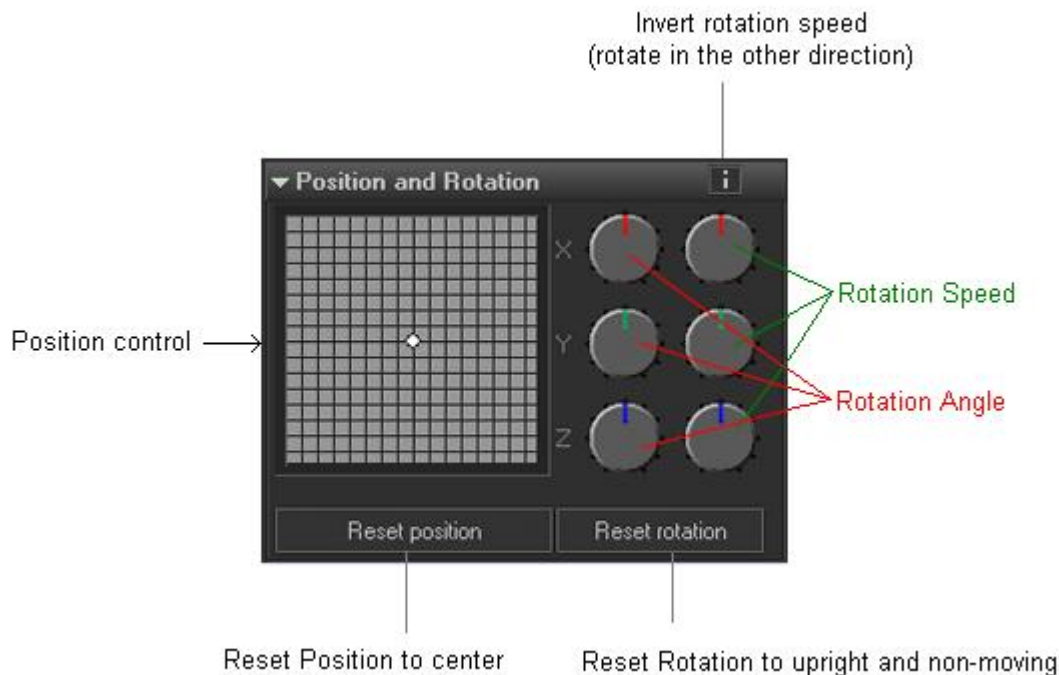 Invert rotation speed
(rotate in the other direction)
Position and Rotation
i
X
Rotation Speed
Position control
Y
Rotation Angle
Z
Reset position
Reset rotation
Reset Position to center
Reset Rotation to upright and non-moving